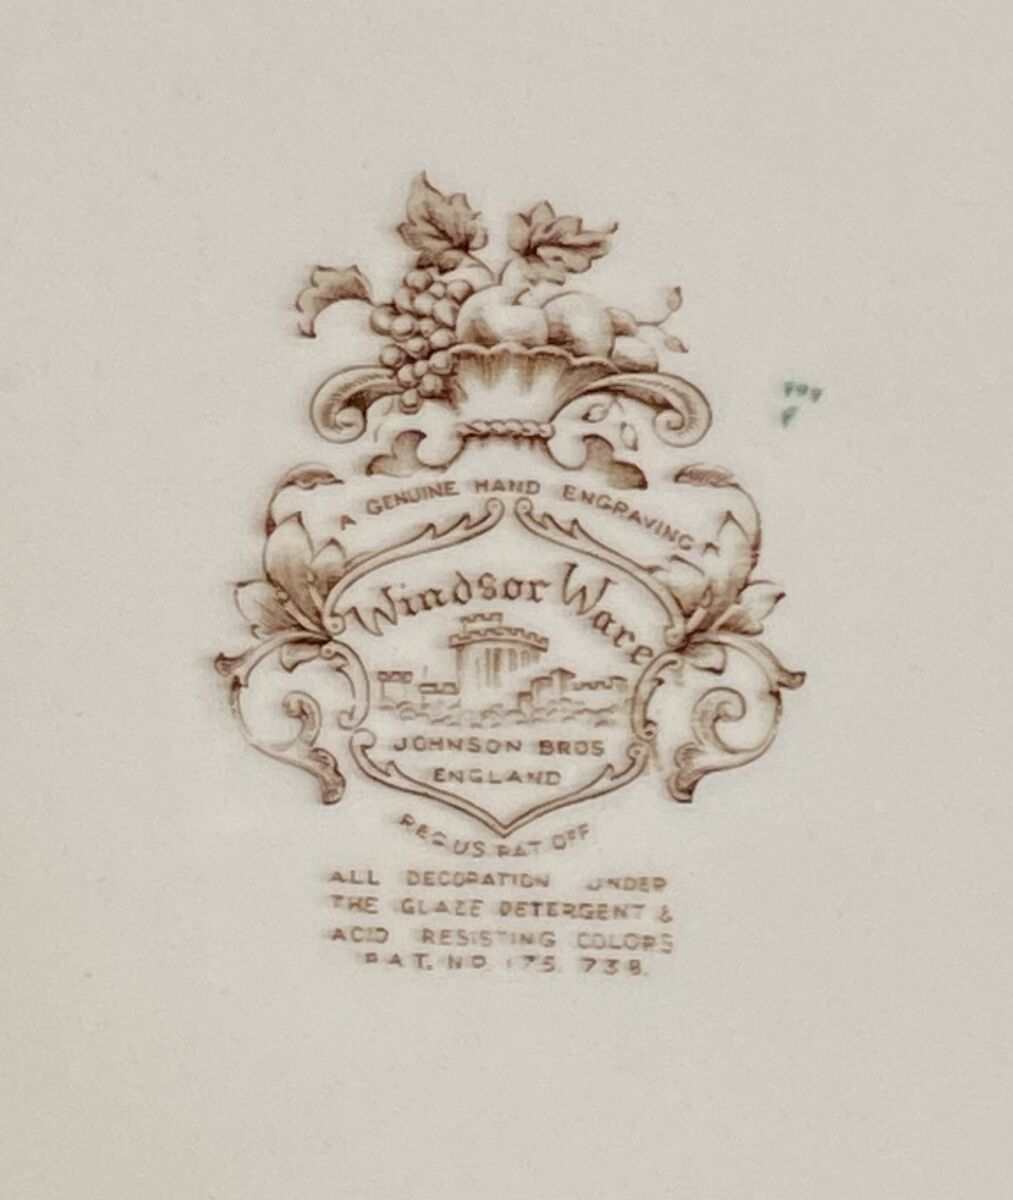 A GENUINE HAND ENGRAVING
Windsor Ware
JOHNSON BROS
ENGLAND
REG US PAT OFF
ALL DECORATION UNDER
THE GLAZE DETERGENT &
ACID RESISTING COLORS
PAT. NO 175 738.